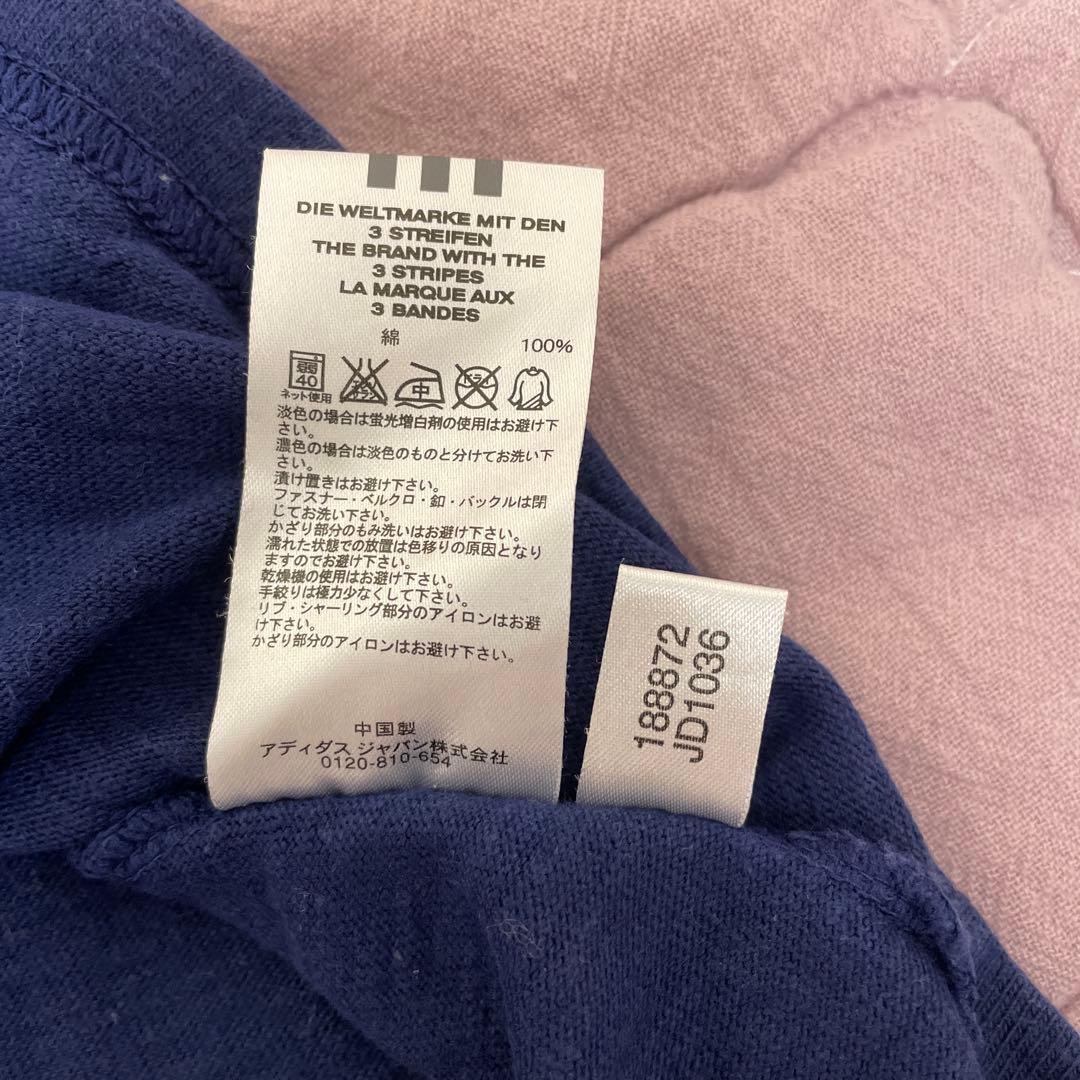 DIE WELTMARKE MIT DEN
3 STREIFEN
THE BRAND WITH THE
3 STRIPES
LA MARQUE AUX
3 BANDES
綿 100%
弱
40
ネット使用
中
ドライ
淡色の場合は蛍光増白剤の使用はお避け下
さい。
濃色の場合は淡色のものと分けてお洗い下
さい。
漬け置きはお避け下さい。
ファスナー・ベルクロ・釦・バックルは閉
じてお洗い下さい。
かざり部分のもみ洗いはお避け下さい。
濡れた状態での放置は色移りの原因となり
ますのでお避け下さい。
乾燥機の使用はお避け下さい。
手絞りは極力少なくして下さい。
リブ・シャーリング部分のアイロンはお避
け下さい。
かざり部分のアイロンはお避け下さい。
中国製
アディダス ジャパン株式会社
0120-810-654
188872
JD1036